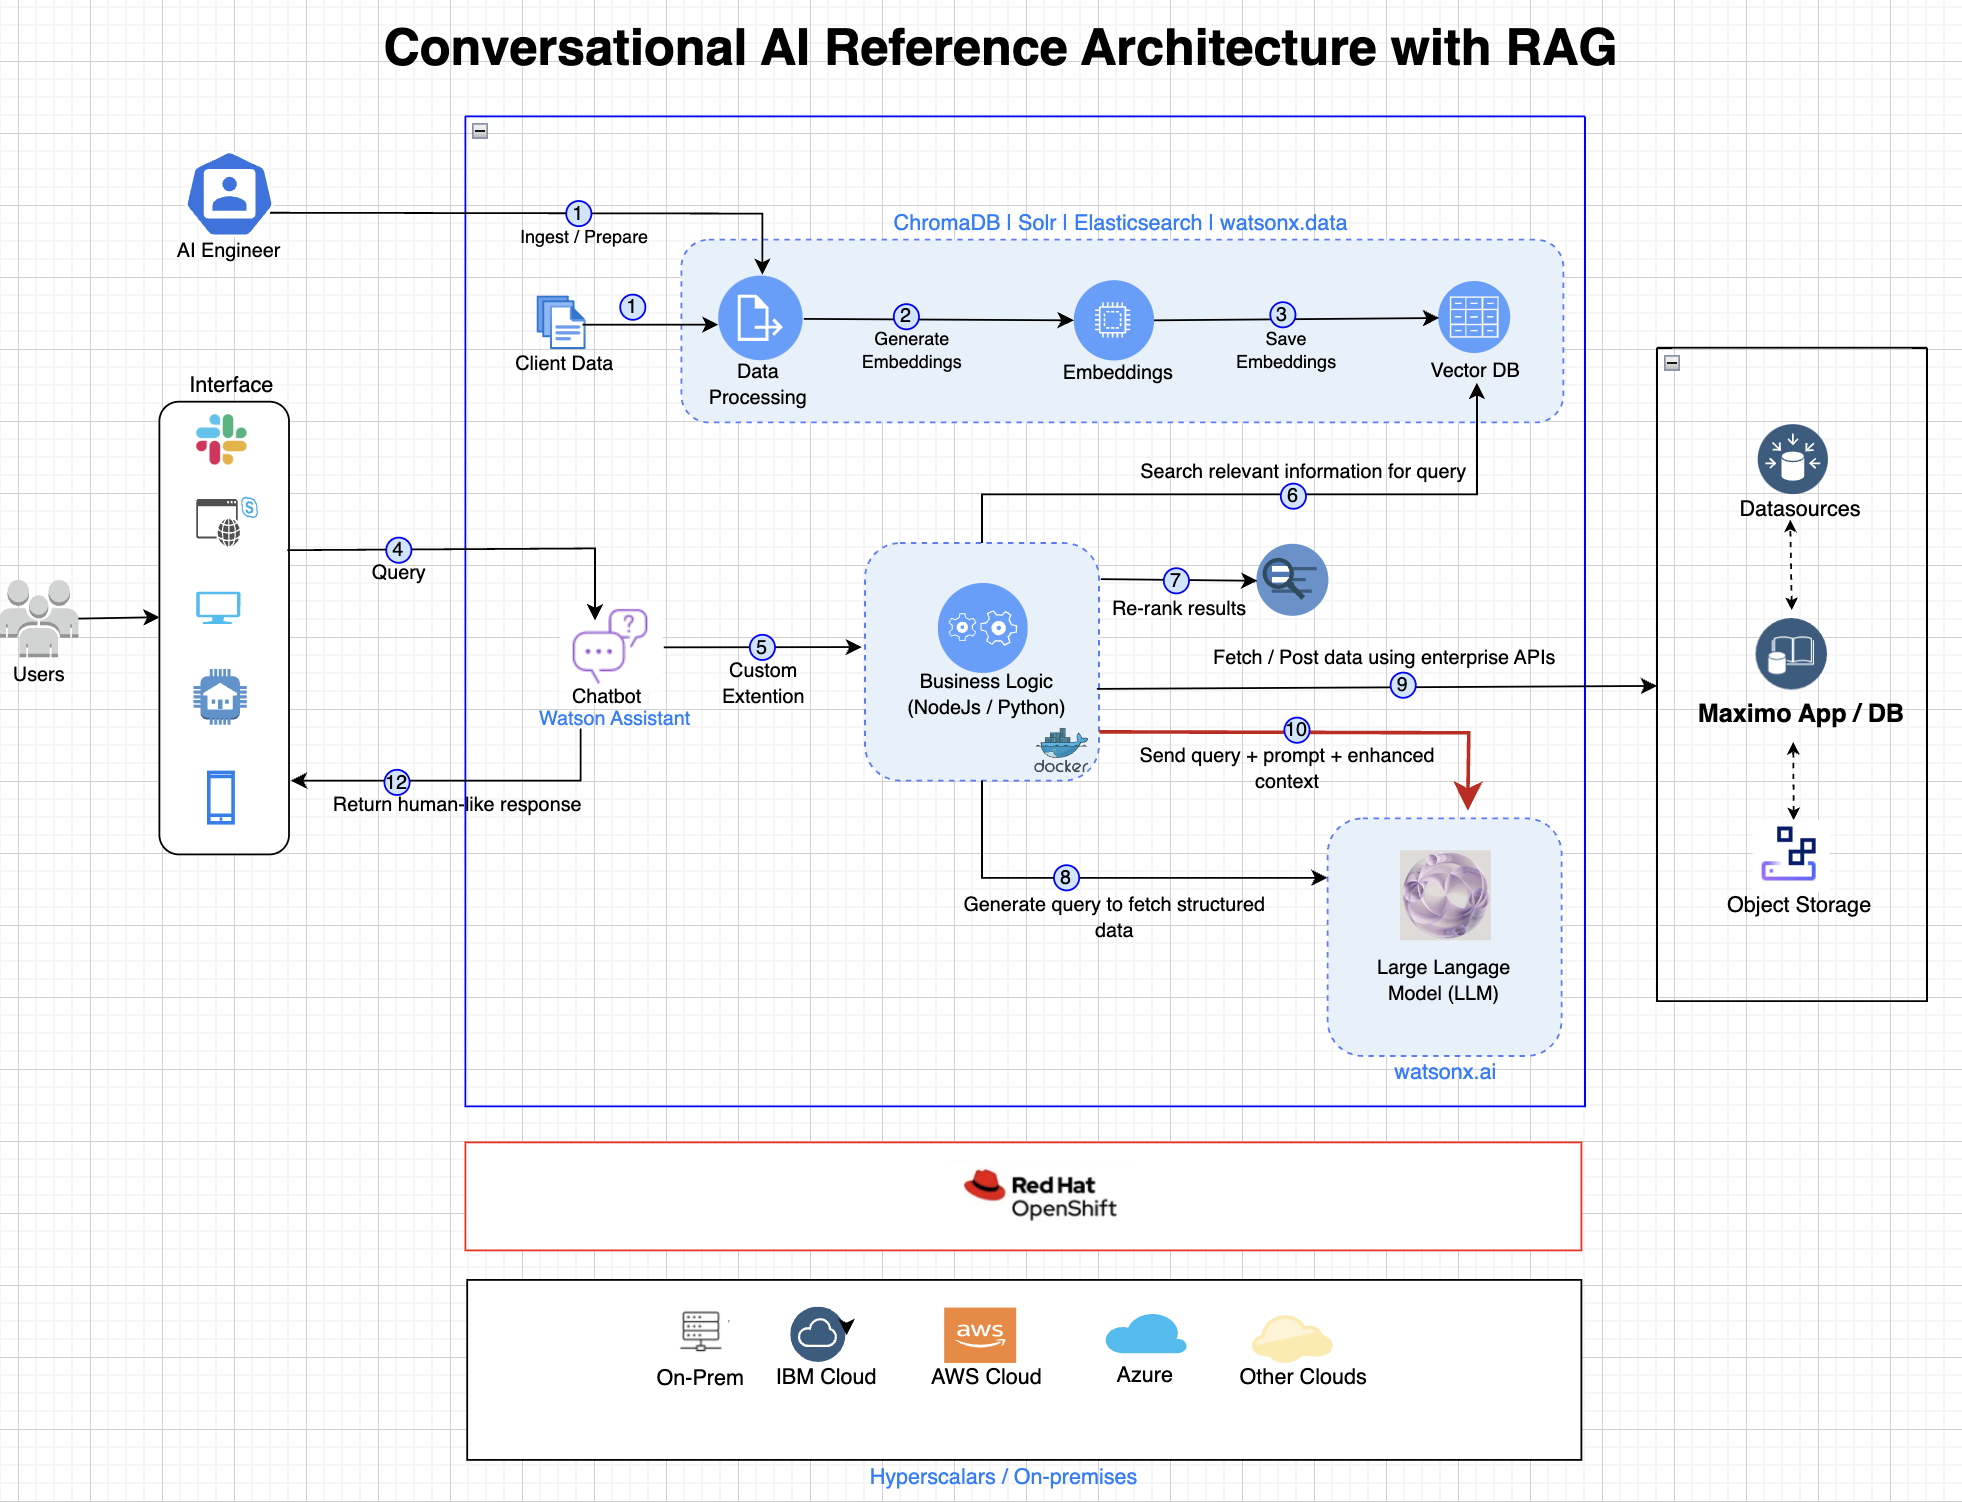 Conversational AI Reference Architecture with RAG
AI Engineer
1
Ingest / Prepare
ChromaDB | Solr | Elasticsearch | watsonx.data
Client Data
1
Data
Processing
2
Generate
Embeddings
Embeddings
3
Save
Embeddings
Vector DB
Interface
S
Users
4
Query
?
Chatbot
Watson Assistant
5
Custom
Extention
12
Return human-like response
Search relevant information for query
6
Business Logic
(NodeJs / Python)
docker
7
Re-rank results
Fetch / Post data using enterprise APIs
9
10
Send query + prompt + enhanced
context
8
Generate query to fetch structured
data
Large Langage
Model (LLM)
watsonx.ai
Datasources
Maximo App / DB
Object Storage
Red Hat
OpenShift
On-Prem
IBM Cloud
aws
AWS Cloud
Azure
Other Clouds
Hyperscalars / On-premises